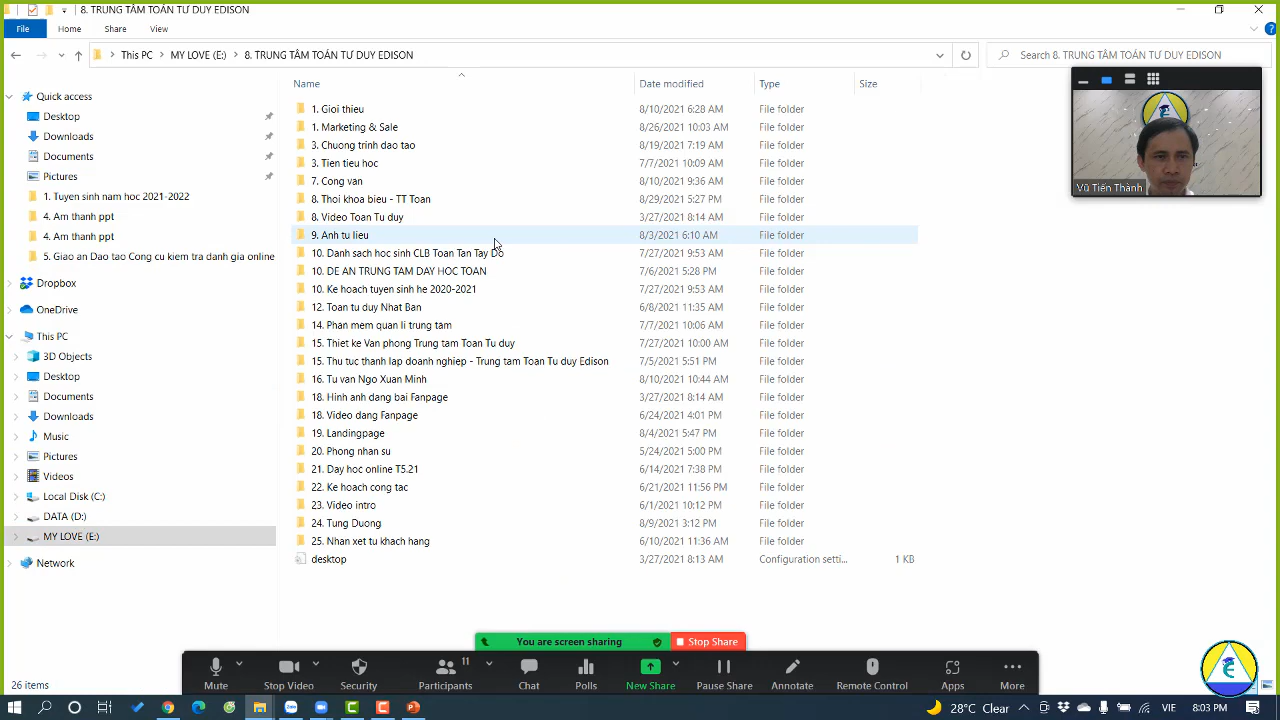 8. TRUNG TÂM TOÁN TƯ DUY EDISON
File Home Share View
This PC MY LOVE (E:) 8. TRUNG TÂM TOÁN TƯ DUY EDISON Search 8. TRUNG TÂM TOÁN TƯ DUY EDISON
Quick access
Desktop
Downloads
Documents
Pictures
1. Tuyen sinh nam hoc 2021-2022
4. Am thanh ppt
4. Am thanh ppt
5. Giao an Dao tao Cong cu kiem tra danh gia online
Dropbox
OneDrive
This PC
3D Objects
Desktop
Documents
Downloads
Music
Pictures
Videos
Local Disk (C:)
DATA (D:)
MY LOVE (E:)
Network
Name Date modified Type Size
1. Gioi thieu 8/10/2021 6:28 AM File folder
1. Marketing & Sale 8/26/2021 10:03 AM File folder
3. Chuong trinh dao tao 8/19/2021 7:19 AM File folder
3. Tien tieu hoc 7/7/2021 10:09 AM File folder
7. Cong van 8/10/2021 9:36 AM File folder
8. Thoi khoa bieu - TT Toan 8/29/2021 5:27 PM File folder
8. Video Toan Tu duy 3/27/2021 8:14 AM File folder
9. Anh tu lieu 8/3/2021 6:10 AM File folder
10. Danh sach hoc sinh CLB Toan Tan Tay Do 7/27/2021 9:53 AM File folder
10. DE AN TRUNG TAM DAY HOC TOAN 7/6/2021 5:28 PM File folder
10. Ke hoach tuyen sinh he 2020-2021 7/27/2021 9:53 AM File folder
12. Toan tu duy Nhat Ban 6/8/2021 11:35 AM File folder
14. Phan mem quan li trung tam 7/7/2021 10:06 AM File folder
15. Thiet ke Van phong Trung tam Toan Tu duy 7/27/2021 10:00 AM File folder
15. Thu tuc thanh lap doanh nghiep - Trung tam Toan Tu duy Edison 7/5/2021 5:51 PM File folder
16. Tu van Ngo Xuan Minh 8/10/2021 10:44 AM File folder
18. Hinh anh dang bai Fanpage 3/27/2021 8:14 AM File folder
18. Video dang Fanpage 6/24/2021 4:01 PM File folder
19. Landingpage 8/4/2021 5:47 PM File folder
20. Phong nhan su 5/24/2021 5:00 PM File folder
21. Day hoc online T5.21 6/14/2021 7:38 PM File folder
22. Ke hoach cong tac 6/21/2021 11:56 PM File folder
23. Video intro 6/1/2021 10:12 PM File folder
24. Tung Duong 8/9/2021 3:12 PM File folder
25. Nhan xet tu khach hang 6/10/2021 11:36 AM File folder
desktop 3/27/2021 8:13 AM Configuration setti... 1 KB
Vũ Tiến Thành
You are screen sharing Stop Share
Mute Stop Video Security Participants 11 Chat Polls New Share Pause Share Annotate Remote Control Apps More
26 items
28°C Clear VIE 8:03 PM